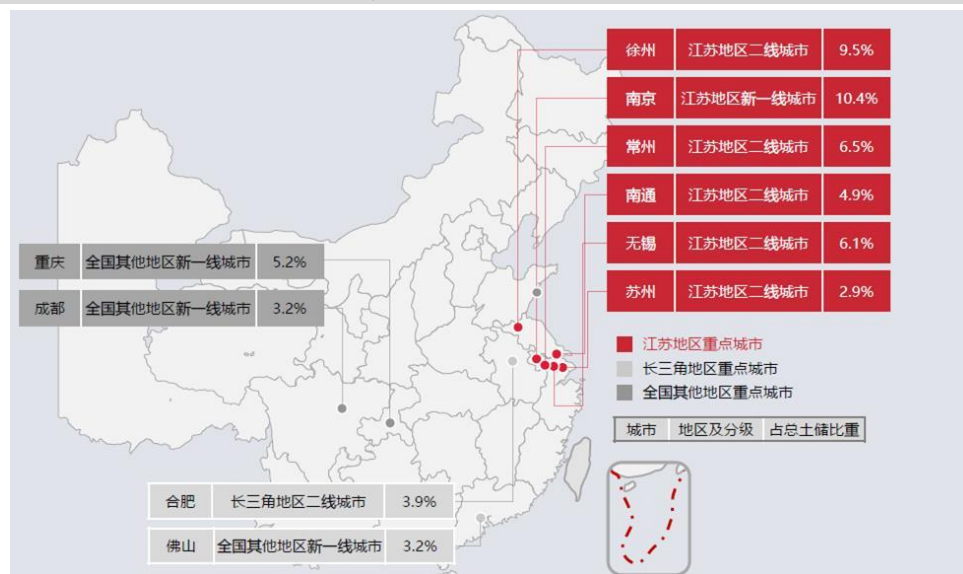 徐州 江苏地区二线城市 9.5%
南京 江苏地区新一线城市 10.4%
常州 江苏地区二线城市 6.5%
南通 江苏地区二线城市 4.9%
无锡 江苏地区二线城市 6.1%
苏州 江苏地区二线城市 2.9%
重庆 全国其他地区新一线城市 5.2%
成都 全国其他地区新一线城市 3.2%
江苏地区重点城市
长三角地区重点城市
全国其他地区重点城市
城市 地区及分级 占总土储比重
合肥 长三角地区二线城市 3.9%
佛山 全国其他地区新一线城市 3.2%